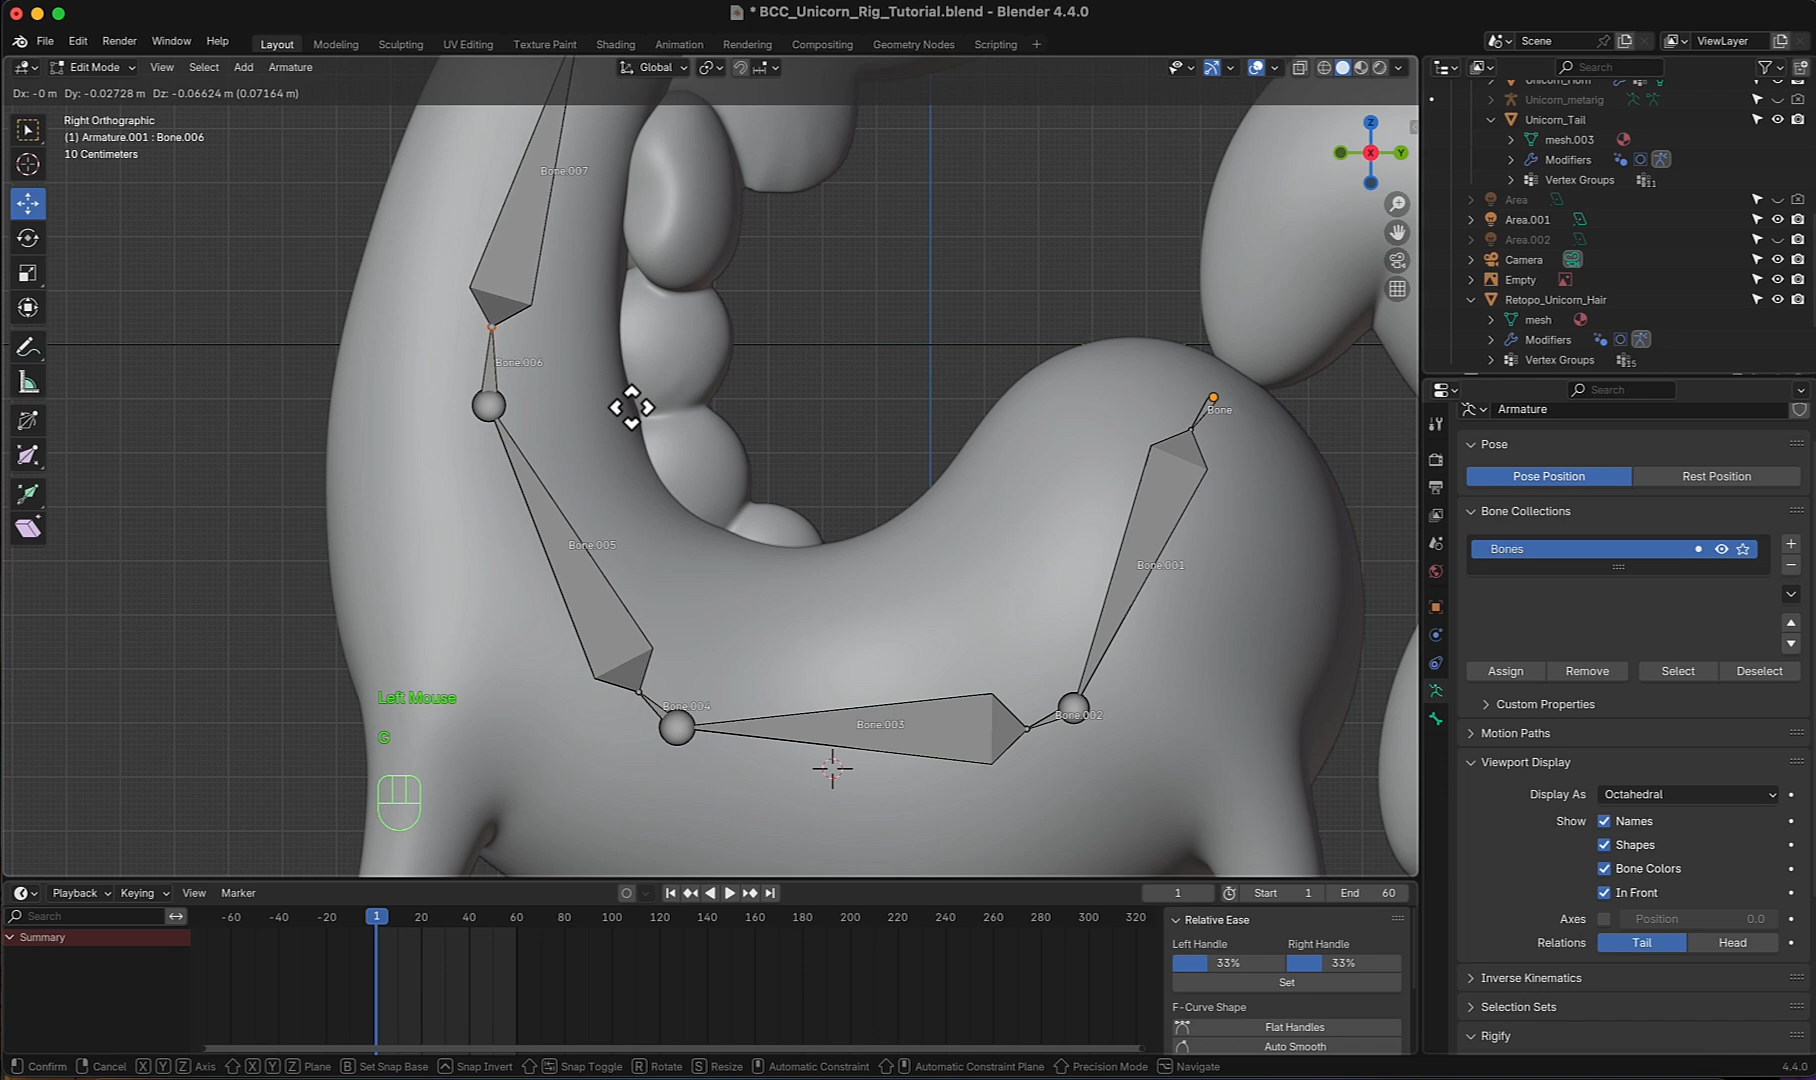 * BCC_Unicorn_Rig_Tutorial.blend - Blender 4.4.0
File Edit Render Window Help Layout Modeling Sculpting UV Editing Texture Paint Shading Animation Rendering Compositing Geometry Nodes Scripting +
Scene ViewLayer
Edit Mode View Select Add Armature Global
Search
Dx: -0 m Dy: -0.02728 m Dz: -0.06624 m (0.07164 m)
Right Orthographic
(1) Armature.001 : Bone.006
10 Centimeters
Z
X
Y
Bone.007
Bone.006
Bone
Bone.005
Bone.001
Bone.004
Bone.003
Bone.002
Left Mouse
G
Unicorn_Horn
Unicorn_metarig
Unicorn_Tail
mesh.003
Modifiers
Vertex Groups 11
Area
Area.001
Area.002
Camera
Empty
Retopo_Unicorn_Hair
mesh
Modifiers
Vertex Groups 15
Search
Armature
Pose
Pose Position Rest Position
Bone Collections
Bones
Assign Remove Select Deselect
Custom Properties
Motion Paths
Viewport Display
Display As Octahedral
Show Names
Shapes
Bone Colors
In Front
Axes Position 0.0
Relations Tail Head
Inverse Kinematics
Selection Sets
Rigify
Playback Keying View Marker 1 Start 1 End 60
Search
-60 -40 -20 1 20 40 60 80 100 120 140 160 180 200 220 240 260 280 300 320
Summary
Relative Ease
Left Handle Right Handle
33% 33%
Set
F-Curve Shape
Flat Handles
Auto Smooth
Confirm Cancel X Y Z Axis X Y Z Plane B Set Snap Base Snap Invert Snap Toggle R Rotate S Resize Automatic Constraint Automatic Constraint Plane Precision Mode Navigate 4.4.0